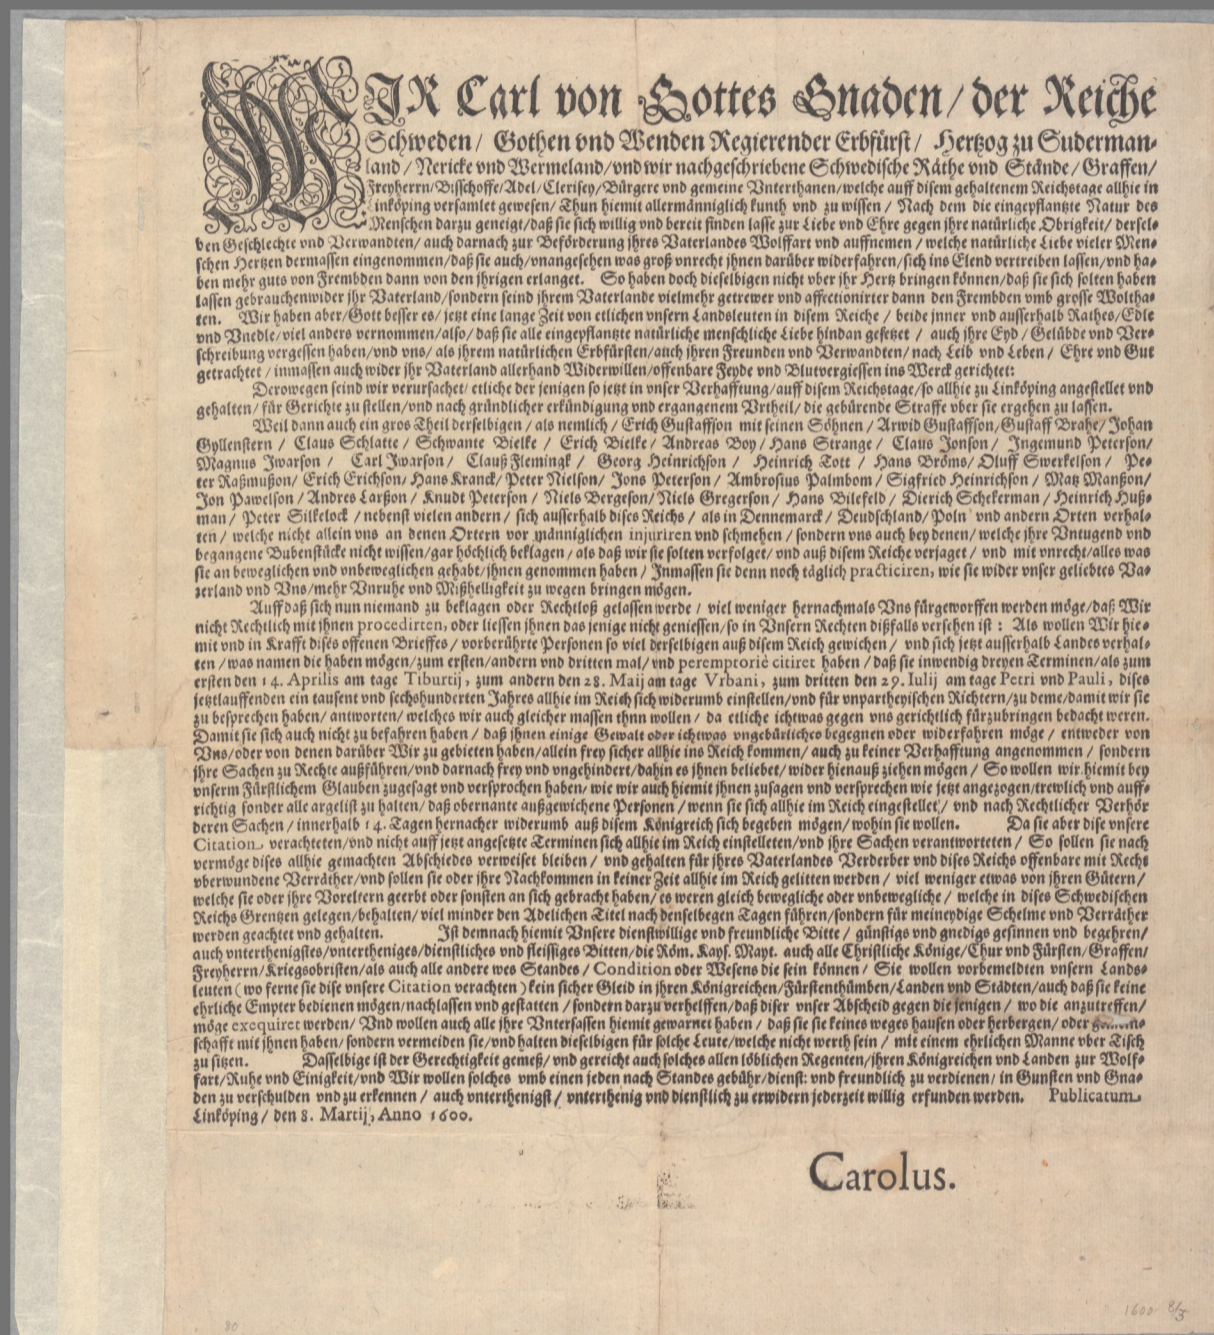 WIR Carl von Gottes Gnaden/ der Reiche
Schweden/ Gothen vnd Wenden Regierender Erbfürst/ Hertzog zu Suderman-
land/ Nericke vnd Wermeland/vnd wir nachgeschriebene Schwedische Räthe vnd Stände/ Graffen/
Freyherrn/Bisschoffe/Adel/Clerisey/Bürgere vnd gemeine Vnterthanen/welche auff disem gehaltenem Reichstage allhie in
Linköping versamlet gewesen/ Thun hiemit allermänniglich kunth vnd zu wissen/ Nach dem die eingepflantzte Natur des
Menschen darzu geneigt/daß sie sich willig vnd bereit finden lasse zur Liebe vnd Ehre gegen jhre natürliche Obrigkeit/ dersel-
ben Geschlechte vnd Verwandten/ auch darnach zur Beförderung jhres Vaterlandes Wolffart vnd auffnemen/ welche natürliche Liebe vieler Men-
schen Hertzen dermassen eingenommen/daß sie auch/vnangesehen was groß vnrecht jhnen darüber widerfahren/sich ins Elend vertreiben lassen/vnd ha-
ben mehr guts von Frembden dann von den jhrigen erlanget. So haben doch dieselbigen nicht vber jhr Hertz bringen können/daß sie sich solten haben
lassen gebrauchenwider jhr Vaterland/sondern seind jhrem Vaterlande vielmehr getrewer vnd affectionirter dann den Frembden vmb grosse Woltha-
ten. Wir haben aber/Gott besser es/ jetzt eine lange Zeit von etlichen vnsern Landsleuten in disem Reiche/ beide jnner vnd ausserhalb Rathes/Edle
vnd Vnedle/viel anders vernommen/also/ daß sie alle eingepflantzte natürliche menschliche Liebe hindan gesetzet/ auch jhre Eyd/ Gelübde vnd Ver-
schreibung vergessen haben/vnd vns/ als jhrem natürlichen Erbfürsten/auch jhren Freunden vnd Verwandten/ nach Leib vnd Leben/ Ehre vnd Gut
getrachtet/ inmassen auch wider jhr Vaterland allerhand Widerwillen/offenbare Feyde vnd Blutvergiessen ins Werck gerichtet:
Derowegen seind wir verursachet/ etliche der jenigen so jetzt in vnser Verhafftung/auff disem Reichstage/so allhie zu Linköping angestellet vnd
gehalten/ für Gerichte zu stellen/vnd nach gründlicher erkündigung vnd ergangenem Vrtheil/ die gebürende Straffe vber sie ergehen zu lassen.
Weil dann auch ein gros Theil derselbigen/ als nemlich/ Erich Gustaffson mit seinen Söhnen/ Arwid Gustaffson/Gustaff Brahe/ Johan
Gyllenstern/ Claus Schlatte/ Schwante Bielke/ Erich Bielke/ Andreas Boy/ Hans Strange/ Claus Jonson/ Ingemund Peterson/
Magnus Jwarson/ Carl Jwarson/ Clauß Flemingk/ Georg Heinrichson/ Heinrich Tott/ Hans Bröms/ Oluff Swerkelson/ Pe-
ter Raßmußon/ Erich Erichson/ Hans Kranck/ Peter Nielson/ Jons Peterson/ Ambrosius Palmbom/ Sigfried Heinrichson/ Matz Manßon/
Jon Pawelson/ Andres Larßon/ Knudt Peterson/ Niels Bergeson/ Niels Gregerson/ Hans Bilefeld/ Dierich Schekerman/ Heinrich Huß-
man/ Peter Silkelock/ nebenst vielen andern/ sich ausserhalb dises Reichs/ als in Dennemarck/ Deudschland/ Poln vnd andern Orten verhal-
ten/ welche nicht allein vns an denen Ortern vor männiglichen injuriren vnd schmehen/ sondern vns auch bey denen/ welche jhre Vntugend vnd
begangene Bubenstücke nicht wissen/gar höchlich beklagen/ als daß wir sie solten verfolget/ vnd auß disem Reiche verjaget/ vnd mit vnrecht/alles was
sie an beweglichen vnd vnbeweglichen gehabt/jhnen genommen haben/ Inmassen sie denn noch täglich practiciren, wie sie wider vnser geliebtes Va-
terland vnd Vns/mehr Vnruhe vnd Mißhelligkeit zu wegen bringen mögen.
Auff daß sich nun niemand zu beklagen oder Rechtloß gelassen werde/ viel weniger hernachmals Vns fürgeworffen werden möge/daß Wir
nicht Rechtlich mit jhnen procedirten, oder liessen jhnen das jenige nicht geniessen/so in Vnsern Rechten dißfalls versehen ist: Als wollen Wir hie-
mit vnd in Krafft dises offenen Brieffes/ vorberührte Personen so viel derselbigen auß disem Reich gewichen/ vnd sich jetzt ausserhalb Landes verhal-
ten/ was namen die haben mögen/zum ersten/andern vnd dritten mal/ vnd peremptoriè citiret haben/ daß sie inwendig dreyen Terminen/als zum
ersten den 14. Aprilis am tage Tiburtij, zum andern den 28. Maij am tage Vrbani, zum dritten den 29. Iulij am tage Petri vnd Pauli, dises
jetztlauffenden ein tausent vnd sechshunderten Jahres allhie im Reich sich widerumb einstellen/vnd für vnpartheyischen Richtern/zu deme/damit wir sie
zu besprechen haben/ antworten/ welches wir auch gleicher massen thnn wollen/ da etliche ichtwas gegen vns gerichtlich fürzubringen bedacht weren.
Damit sie sich auch nicht zu befahren haben/ daß jhnen einige Gewalt oder ichtwas vngebürliches begegnen oder widerfahren möge/ entweder von
Vns/oder von denen darüber Wir zu gebieten haben/allein frey sicher allhie ins Reich kommen/ auch zu keiner Verhafftung angenommen/ sondern
jhre Sachen zu Rechte außführen/vnd darnach frey vnd vngehindert/dahin es jhnen beliebet/wider hienauß ziehen mögen/ So wollen wir hiemit bey
vnserm Fürstlichem Glauben zugesagt vnd versprochen haben/ wie wir auch hiemit jhnen zusagen vnd versprechen wie jetzt angezogen/trewlich vnd auff-
richtig sonder alle argelist zu halten/ daß obernante außgewichene Personen/ wenn sie sich allhie im Reich eingestellet/ vnd nach Rechtlicher Verhör
deren Sachen/ innerhalb 14. Tagen hernacher widerumb auß disem Königreich sich begeben mögen/wohin sie wollen. Da sie aber dise vnsere
Citation verachteten/vnd nicht auff jetzt angesetzte Terminen sich allhie im Reich einstelleten/vnd jhre Sachen verantworteten/ So sollen sie nach
vermöge dises allhie gemachten Abschiedes verweiset bleiben/ vnd gehalten für jhres Vaterlandes Verderber vnd dises Reichs offenbare mit Recht
vberwundene Verräther/vnd sollen sie oder jhre Nachkommen in keiner Zeit allhie im Reich gelitten werden/ viel weniger etwas von jhren Gütern/
welche sie oder jhre Voreltern geerbt oder sonsten an sich gebracht haben/ es weren gleich bewegliche oder vnbewegliche/ welche in dises Schwedischen
Reichs Grentzen gelegen/behalten/ viel minder den Adelichen Titel nach denselbegen Tagen führen/sondern für meineydige Schelme vnd Verräther
werden geachtet vnd gehalten. Ist demnach hiemit Vnsere dienstwillige vnd freundliche Bitte/ günstigs vnd gnedigs gesinnen vnd begehren/
auch vnterthenigstes/vntertheniges/dienstliches vnd fleissiges Bitten/die Röm. Kays. Mayt. auch alle Christliche Könige/Chur vnd Fürsten/Graffen/
Freyherrn/Kriegsobristen/als auch alle andere wes Standes/ Condition oder Wesens die sein können/ Sie wollen vorbemeldten vnsern Lands-
leuten (wo ferne sie dise vnsere Citation verachten) kein sicher Gleid in jhren Königreichen/Fürstenthümben/Landen vnd Städten/auch daß sie keine
ehrliche Empter bedienen mögen/nachlassen vnd gestatten/ sondern darzu verhelffen/daß diser vnser Abscheid gegen die jenigen/ wo die anzutreffen/
möge exequiret werden/ Vnd wollen auch alle jhre Vntersassen hiemit gewarnet haben/ daß sie sie keines weges hausen oder herbergen/ oder
schafft mit jhnen haben/sondern vermeiden sie/vnd halten dieselbigen für solche Leute/welche nicht werth sein/ mit einem ehrlichen Manne vber Tisch
zu sitzen. Dasselbige ist der Gerechtigkeit gemeß/ vnd gereicht auch solches allen löblichen Regenten/jhren Königreichen vnd Landen zur Wolf-
fart/Ruhe vnd Einigkeit/vnd Wir wollen solches vmb einen jeden nach Standes gebühr/dienst: vnd freundlich zu verdienen/ in Gunsten vnd Gna-
den zu verschulden vnd zu erkennen/ auch vnterthenigst/ vnterthenig vnd dienstlich zu erwidern jederzeit willig erfunden werden. Publicatum
Linköping/ den 8. Martij, Anno 1600.
Carolus.
1600 8/3
80